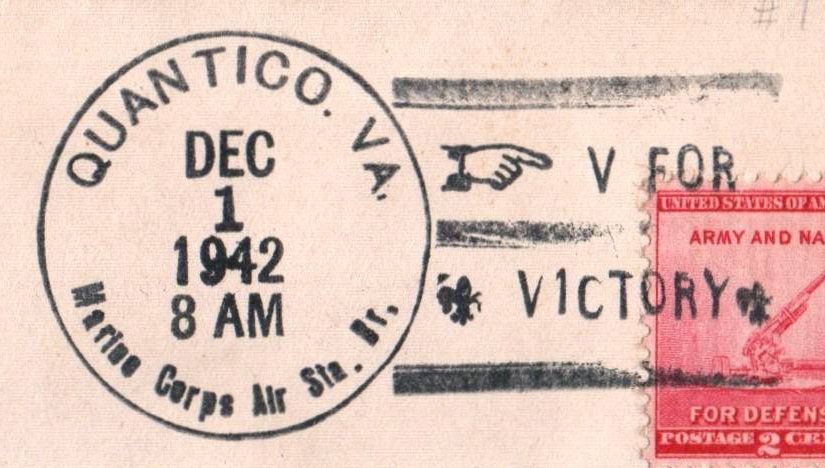 QUANTICO, VA.
DEC
1
1942
8 AM
Marine Corps Air Sta. Br.
V FOR
V1CTORY
UNITED STATES OF AM
ARMY AND NA
FOR DEFENS
POSTAGE 2 CE
#1